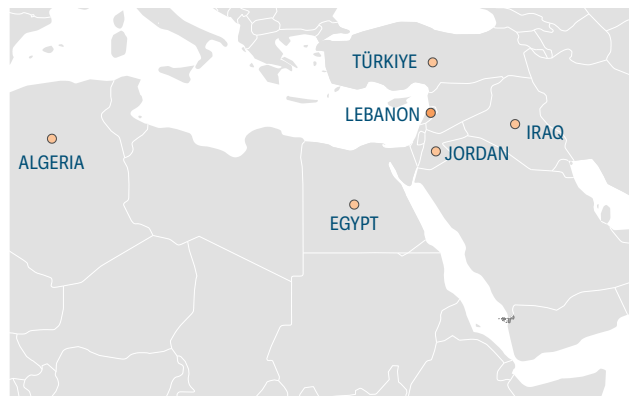 TÜRKIYE
LEBANON
IRAQ
JORDAN
ALGERIA
EGYPT